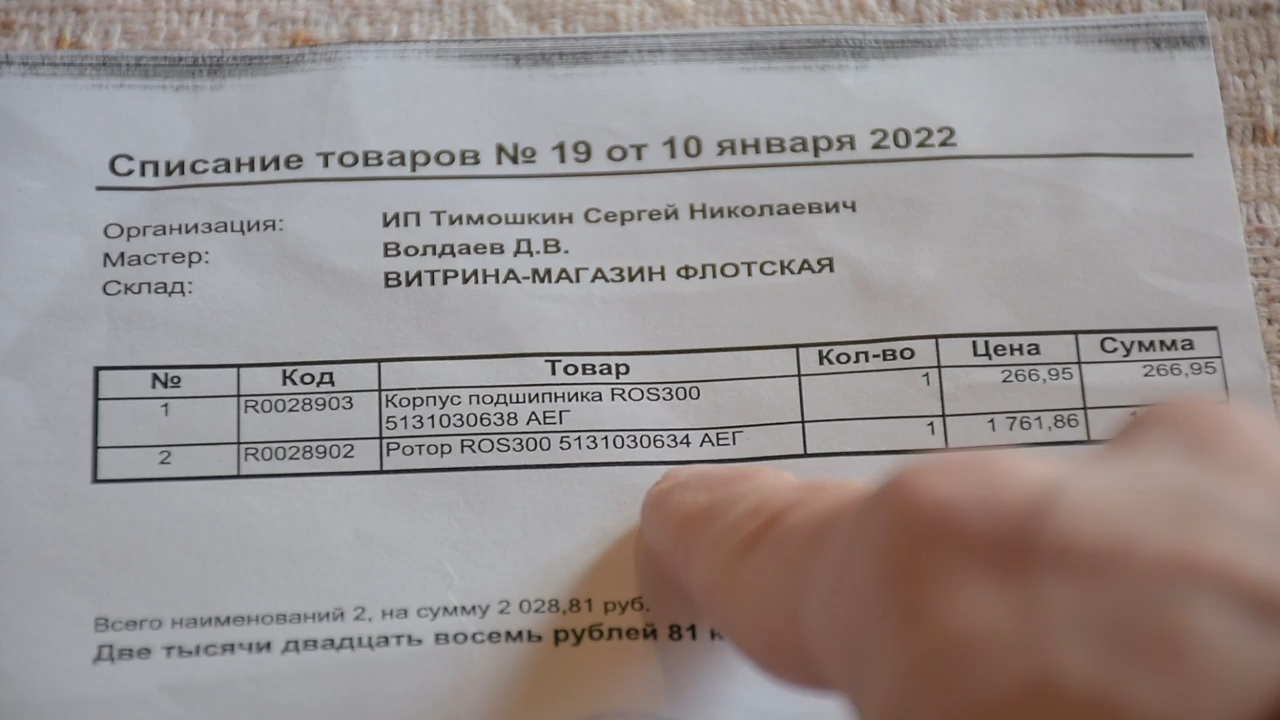 Списание товаров № 19 от 10 января 2022
Организация: ИП Тимошкин Сергей Николаевич
Мастер: Волдаев Д.В.
Склад: ВИТРИНА-МАГАЗИН ФЛОТСКАЯ
№ Код Товар Кол-во Цена Сумма
1 R0028903 Корпус подшипника ROS300 1 266,95 266,95
5131030638 АЕГ
2 R0028902 Ротор ROS300 5131030634 АЕГ 1 1 761,86
Всего наименований 2, на сумму 2 028,81 руб.
Две тысячи двадцать восемь рублей 81